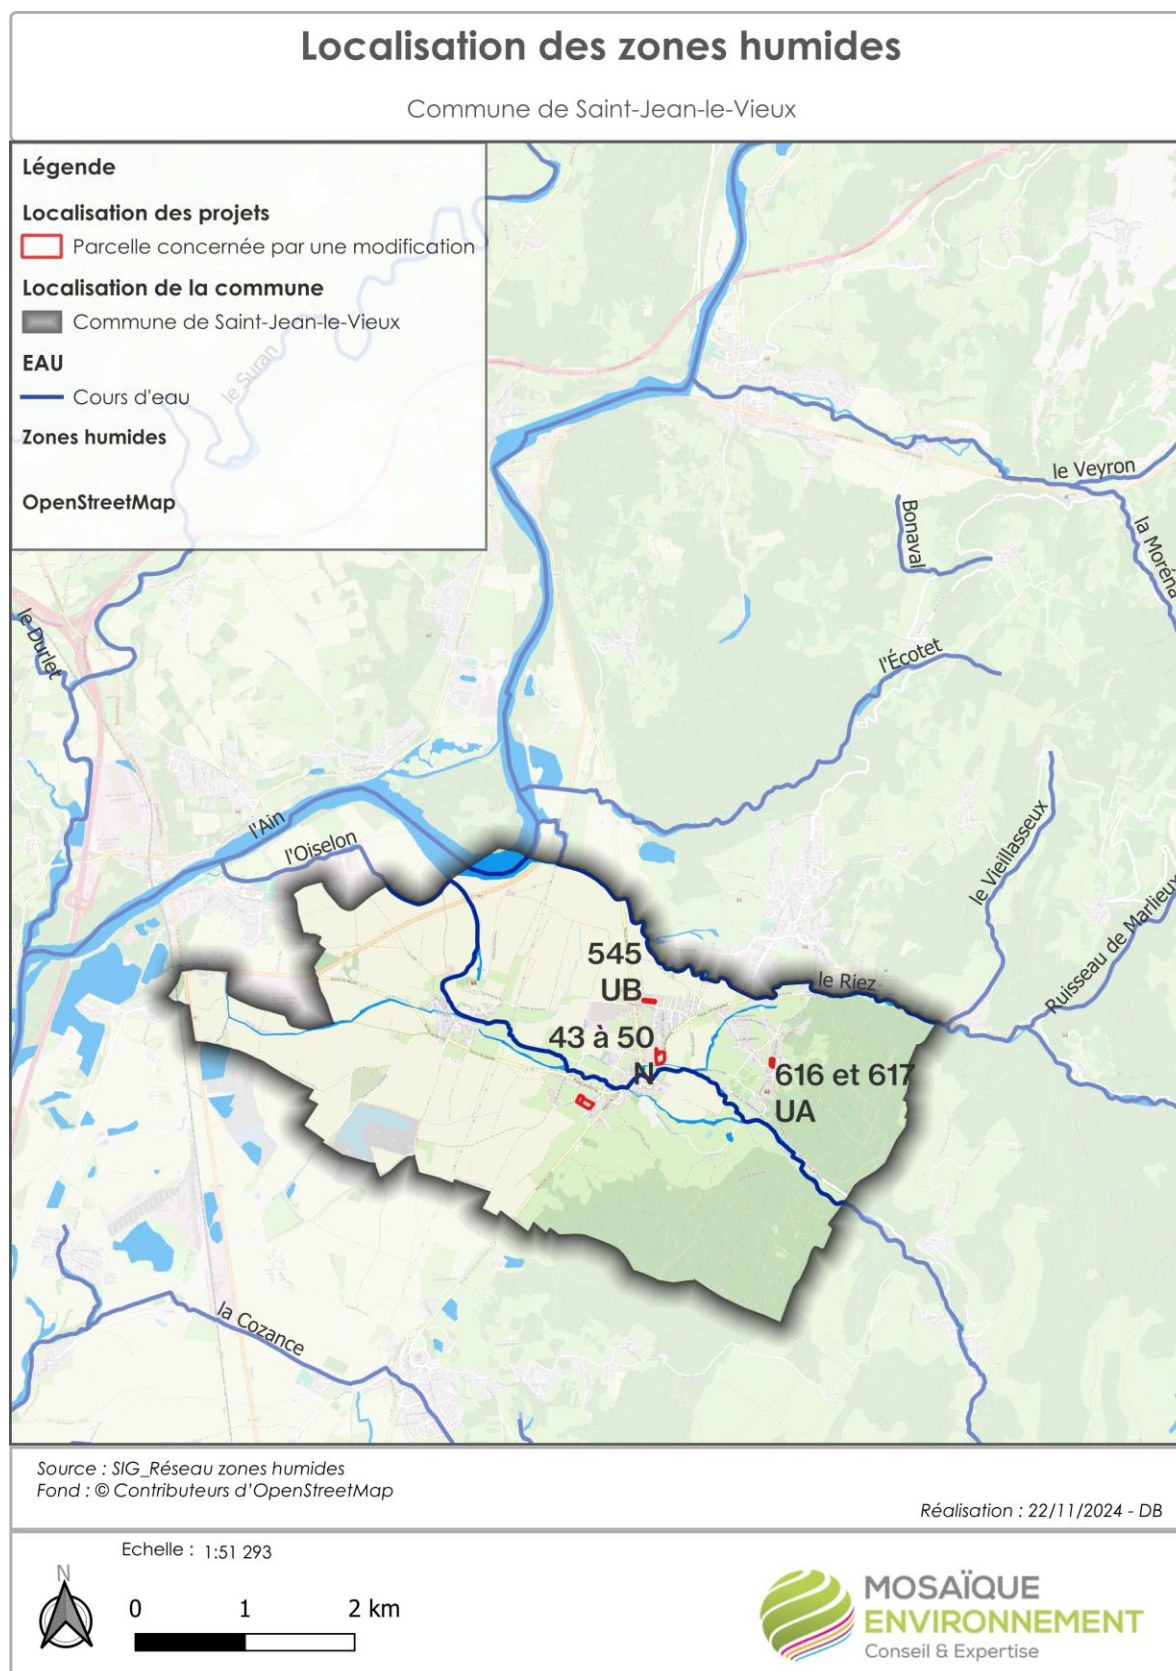 Localisation des zones humides
Commune de Saint-Jean-le-Vieux
Légende
Localisation des projets
Parcelle concernée par une modification
Localisation de la commune
Commune de Saint-Jean-le-Vieux
EAU
Cours d'eau
Zones humides
OpenStreetMap
le Suran
le Veyron
Bonaval
la Moréna
le Durlet
l'Écotet
l'Ain
l'Oiselon
le Vieillasseux
Ruisseau de Marlieux
le Riez
545
UB
43 à 50
N
616 et 617
UA
la Cozance
Source : SIG_Réseau zones humides
Fond : © Contributeurs d'OpenStreetMap
Réalisation : 22/11/2024 - DB
Echelle : 1:51 293
N
0 1 2 km
MOSAÏQUE
ENVIRONNEMENT
Conseil & Expertise